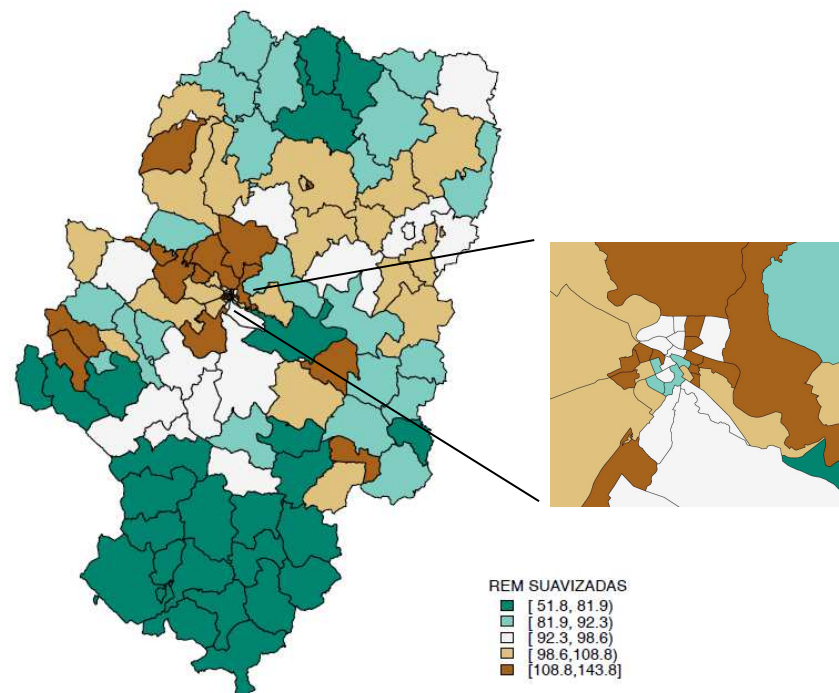 REM SUAVIZADAS
[ 51.8, 81.9)
[ 81.9, 92.3)
[ 92.3, 98.6)
[ 98.6,108.8)
[108.8,143.8]